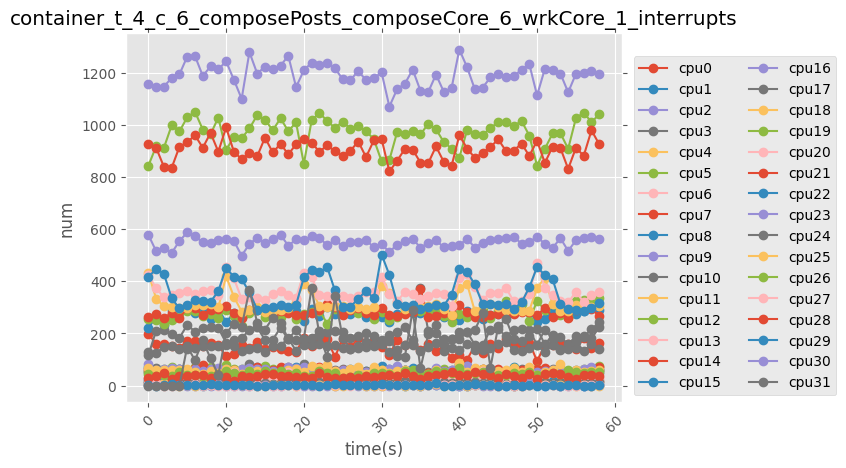 container_t_4_c_6_composePosts_composeCore_6_wrkCore_1_interrupts
num
1200
1000
800
600
400
200
0
0
10
20
30
40
50
60
time(s)
cpu0
cpu1
cpu2
cpu3
cpu4
cpu5
cpu6
cpu7
cpu8
cpu9
cpu10
cpu11
cpu12
cpu13
cpu14
cpu15
cpu16
cpu17
cpu18
cpu19
cpu20
cpu21
cpu22
cpu23
cpu24
cpu25
cpu26
cpu27
cpu28
cpu29
cpu30
cpu31